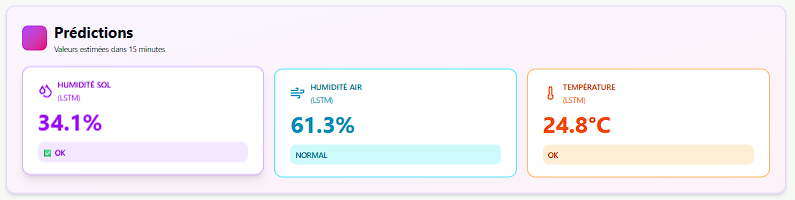 Prédictions
Valeurs estimées dans 15 minutes
HUMIDITÉ SOL
(LSTM)
34.1%
✅ OK
HUMIDITÉ AIR
(LSTM)
61.3%
NORMAL
TEMPÉRATURE
(LSTM)
24.8°C
OK